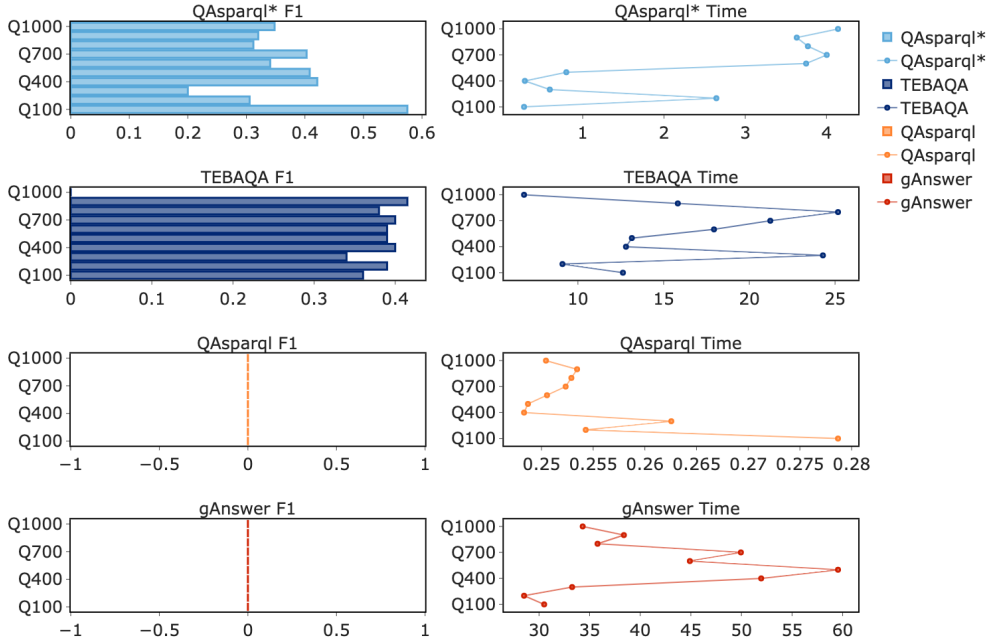 QAsparql* F1
Q1000
Q700
Q400
Q100
0 0.1 0.2 0.3 0.4 0.5 0.6
QAsparql* Time
Q1000
Q700
Q400
Q100
1 2 3 4
QAsparql*
QAsparql*
TEBAQA
TEBAQA
QAsparql
QAsparql
gAnswer
gAnswer
TEBAQA F1
Q1000
Q700
Q400
Q100
0 0.1 0.2 0.3 0.4
TEBAQA Time
Q1000
Q700
Q400
Q100
10 15 20 25
QAsparql F1
Q1000
Q700
Q400
Q100
−1 −0.5 0 0.5 1
QAsparql Time
Q1000
Q700
Q400
Q100
0.25 0.255 0.26 0.265 0.27 0.275 0.28
gAnswer F1
Q1000
Q700
Q400
Q100
−1 −0.5 0 0.5 1
gAnswer Time
Q1000
Q700
Q400
Q100
30 35 40 45 50 55 60